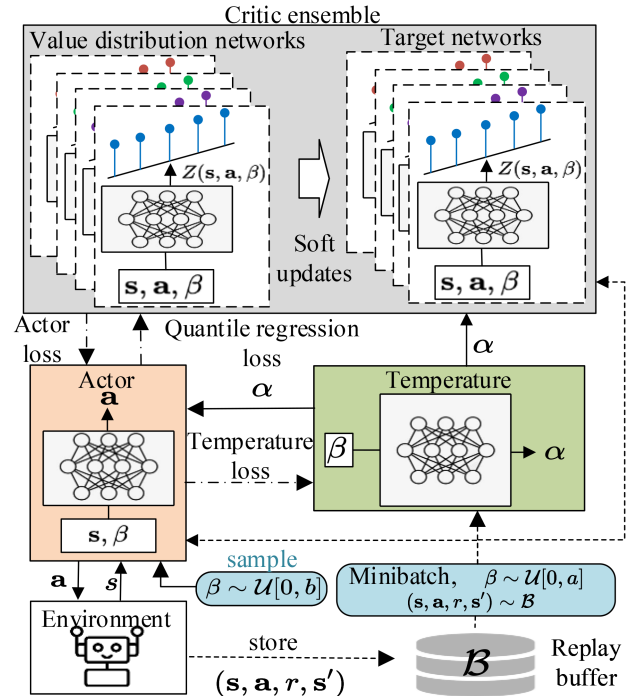 Critic ensemble
Value distribution networks
Target networks
Z(s, a, β)
s, a, β
Soft
updates
Z(s, a, β)
s, a, β
Actor
loss
Quantile regression
loss
α
α
Actor
a
s, β
Temperature
loss
Temperature
β
α
a
s
sample
β ∼ 𝒰[0, b]
Minibatch, β ∼ 𝒰[0, a]
(s, a, r, s′) ∼ ℬ
Environment
store
(s, a, r, s′)
ℬ
Replay
buffer